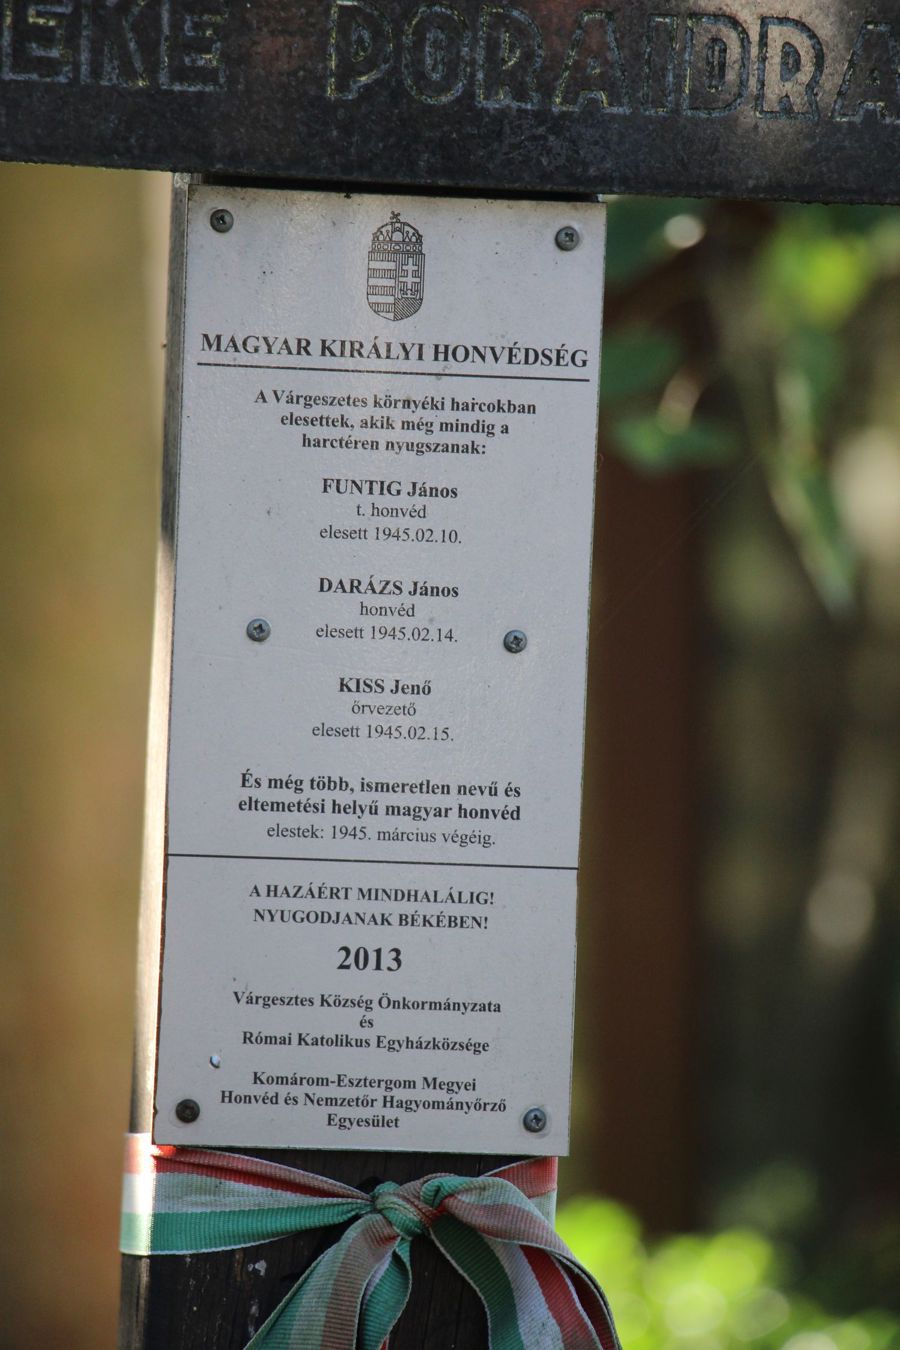 EKE PORAIDRA
MAGYAR KIRÁLYI HONVÉDSÉG
A Várgesztes környéki harcokban
elesettek, akik még mindig a
harctéren nyugszanak:
FUNTIG János
t. honvéd
elesett 1945.02.10.
DARÁZS János
honvéd
elesett 1945.02.14.
KISS Jenő
őrvezető
elesett 1945.02.15.
És még több, ismeretlen nevű és
eltemetési helyű magyar honvéd
elestek: 1945. március végéig.
A HAZÁÉRT MINDHALÁLIG!
NYUGODJANAK BÉKÉBEN!
2013
Várgesztes Község Önkormányzata
és
Római Katolikus Egyházközsége
Komárom-Esztergom Megyei
Honvéd és Nemzetőr Hagyományőrző
Egyesület